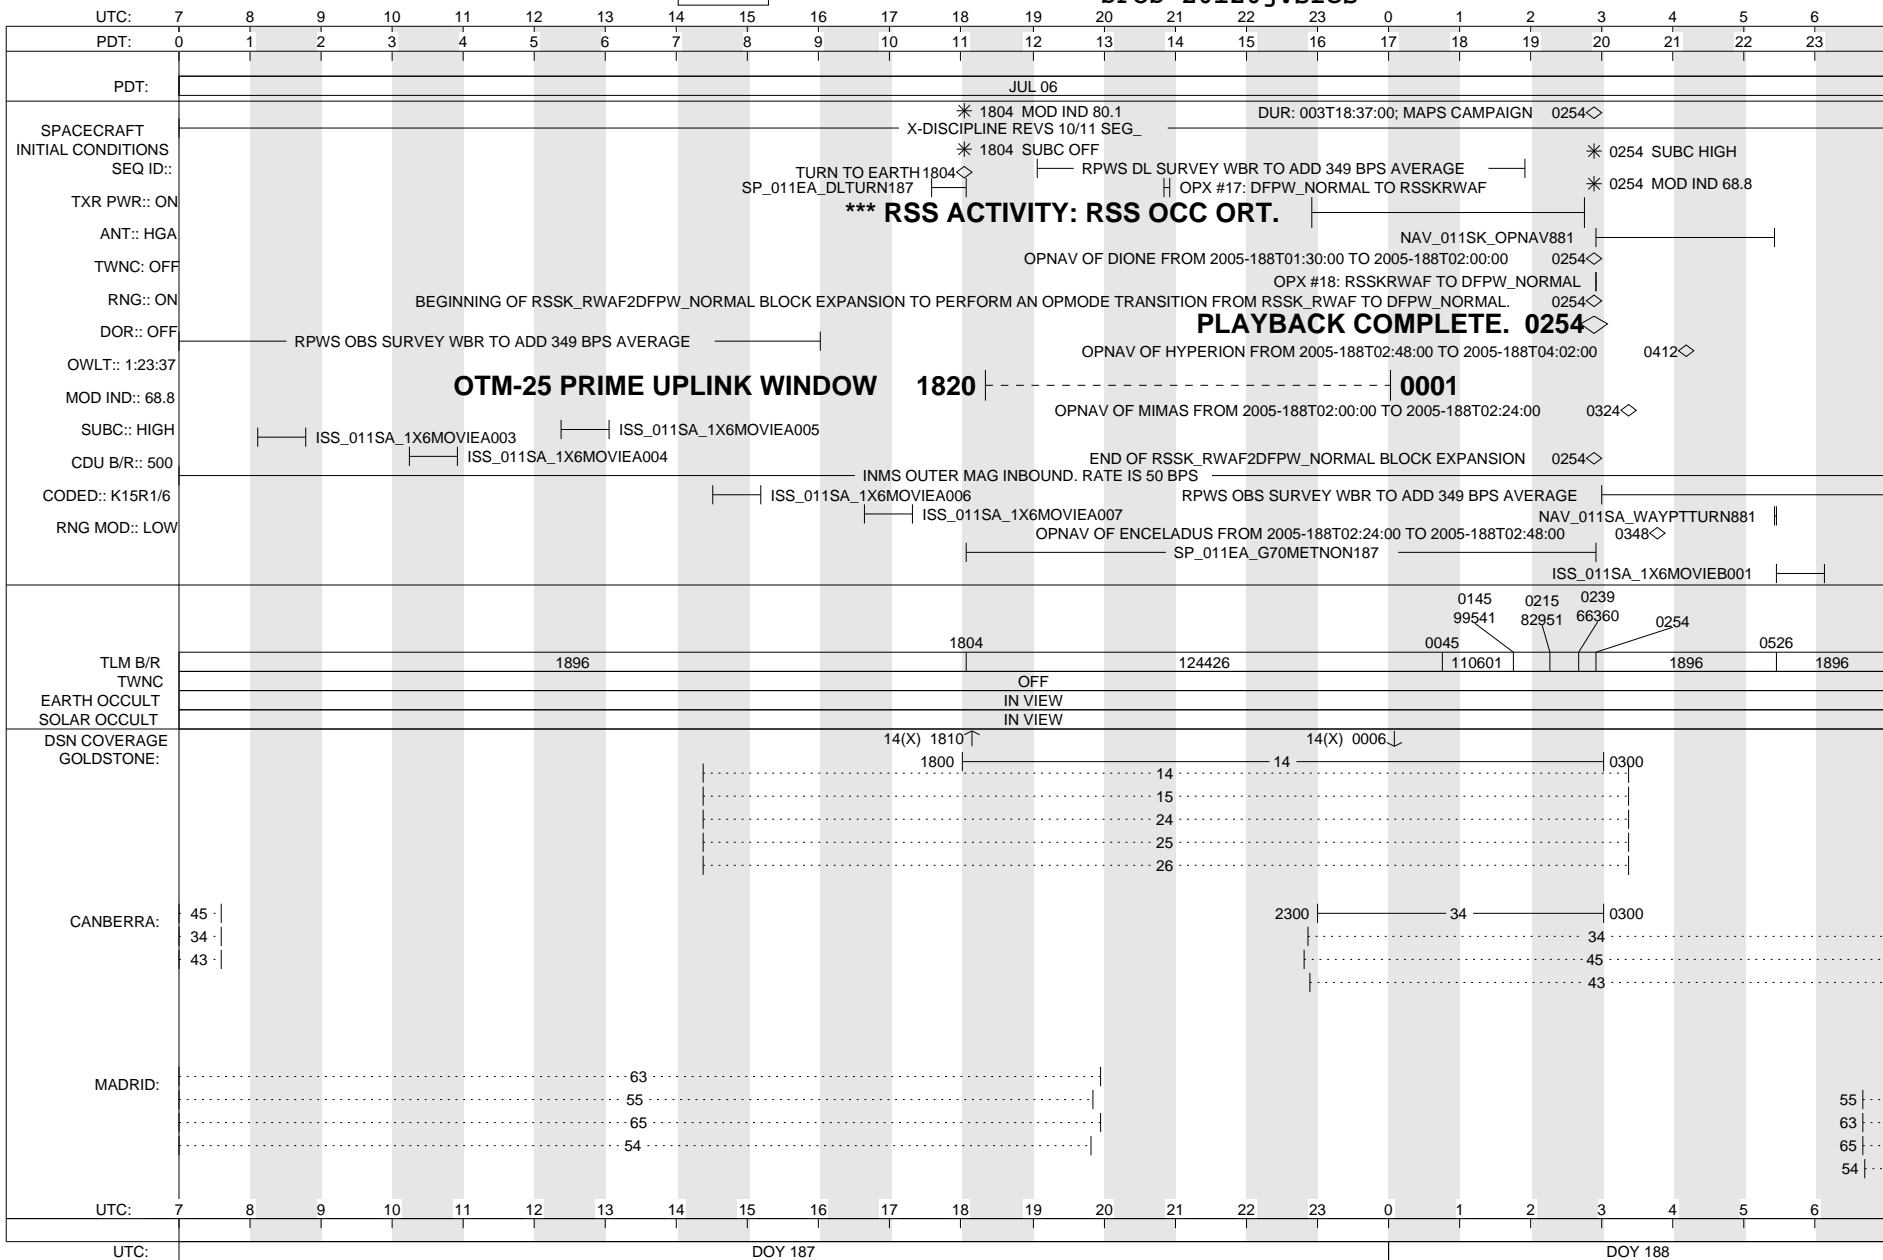 UTC: 7 8 9 10 11 12 13 14 15 16 17 18 19 20 21 22 23 0 1 2 3 4 5 6
PDT: 0 1 2 3 4 5 6 7 8 9 10 11 12 13 14 15 16 17 18 19 20 21 22 23
PDT: JUL 06
1804 MOD IND 80.1 DUR: 003T18:37:00; MAPS CAMPAIGN 0254
SPACECRAFT X-DISCIPLINE REVS 10/11 SEG_
INITIAL CONDITIONS 1804 SUBC OFF 0254 SUBC HIGH
SEQ ID:: TURN TO EARTH 1804 RPWS DL SURVEY WBR TO ADD 349 BPS AVERAGE
SP_011EA_DLTURN187 OPX #17: DFPW_NORMAL TO RSSKRWAF 0254 MOD IND 68.8
TXR PWR:: ON *** RSS ACTIVITY: RSS OCC ORT.
ANT:: HGA NAV_011SK_OPNAV881
TWNC: OFF OPNAV OF DIONE FROM 2005-188T01:30:00 TO 2005-188T02:00:00 0254
OPX #18: RSSKRWAF TO DFPW_NORMAL
RNG:: ON BEGINNING OF RSSK_RWAF2DFPW_NORMAL BLOCK EXPANSION TO PERFORM AN OPMODE TRANSITION FROM RSSK_RWAF TO DFPW_NORMAL. 0254
DOR:: OFF PLAYBACK COMPLETE. 0254
RPWS OBS SURVEY WBR TO ADD 349 BPS AVERAGE
OWLT:: 1:23:37 OPNAV OF HYPERION FROM 2005-188T02:48:00 TO 2005-188T04:02:00 0412
OTM-25 PRIME UPLINK WINDOW 1820 0001
MOD IND:: 68.8
OPNAV OF MIMAS FROM 2005-188T02:00:00 TO 2005-188T02:24:00 0324
SUBC:: HIGH ISS_011SA_1X6MOVIEA003 ISS_011SA_1X6MOVIEA005
CDU B/R:: 500 ISS_011SA_1X6MOVIEA004 END OF RSSK_RWAF2DFPW_NORMAL BLOCK EXPANSION 0254
INMS OUTER MAG INBOUND. RATE IS 50 BPS
CODED:: K15R1/6 ISS_011SA_1X6MOVIEA006 RPWS OBS SURVEY WBR TO ADD 349 BPS AVERAGE
ISS_011SA_1X6MOVIEA007 NAV_011SA_WAYPTTURN881
RNG MOD:: LOW OPNAV OF ENCELADUS FROM 2005-188T02:24:00 TO 2005-188T02:48:00 0348
SP_011EA_G70METNON187
ISS_011SA_1X6MOVIEB001
0145 0215 0239
99541 82951 66360 0254
1804 0045 0526
TLM B/R 1896 124426 110601 1896 1896
TWNC OFF
EARTH OCCULT IN VIEW
SOLAR OCCULT IN VIEW
DSN COVERAGE 14(X) 1810 14(X) 0006
GOLDSTONE: 1800 14 0300
14
15
24
25
26
CANBERRA: 45 2300 34 0300
34 34
43 45
43
MADRID: 63
55 55
65 63
54 65
54
UTC: 7 8 9 10 11 12 13 14 15 16 17 18 19 20 21 22 23 0 1 2 3 4 5 6
UTC: DOY 187 DOY 188